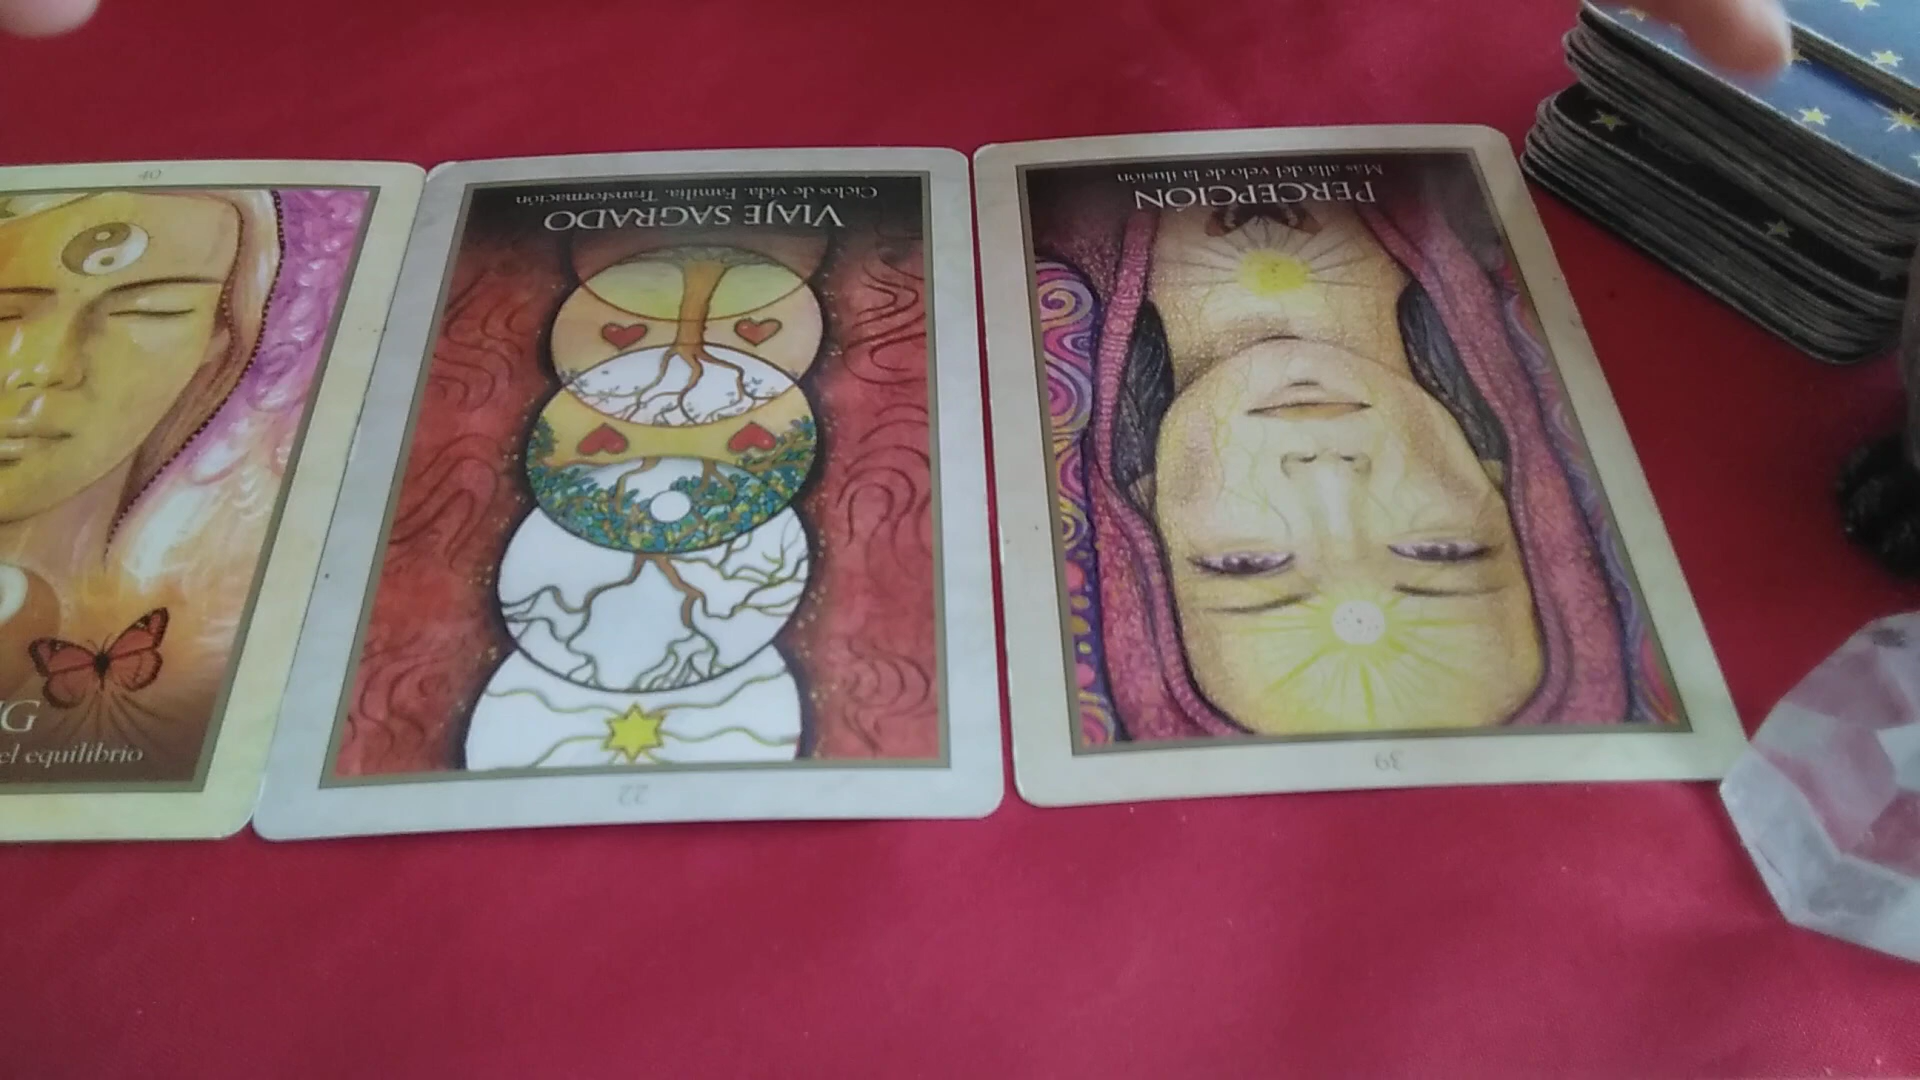 40
G
el equilibrio
VIAJE SAGRADO
Ciclos de vida. Familia. Transformación
22
PERCEPCIÓN
Más allá del velo de la ilusión
39